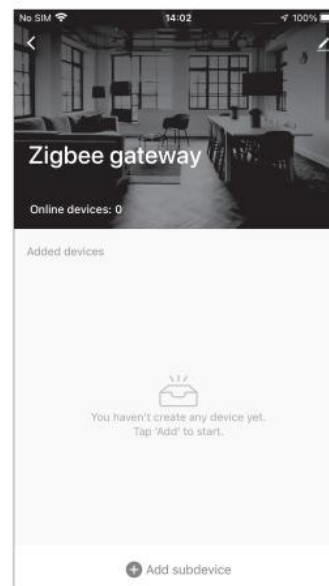 No SIM 14:02 100%
Zigbee gateway
Online devices: 0
Added devices
You haven't create any device yet.
Tap 'Add' to start.
Add subdevice